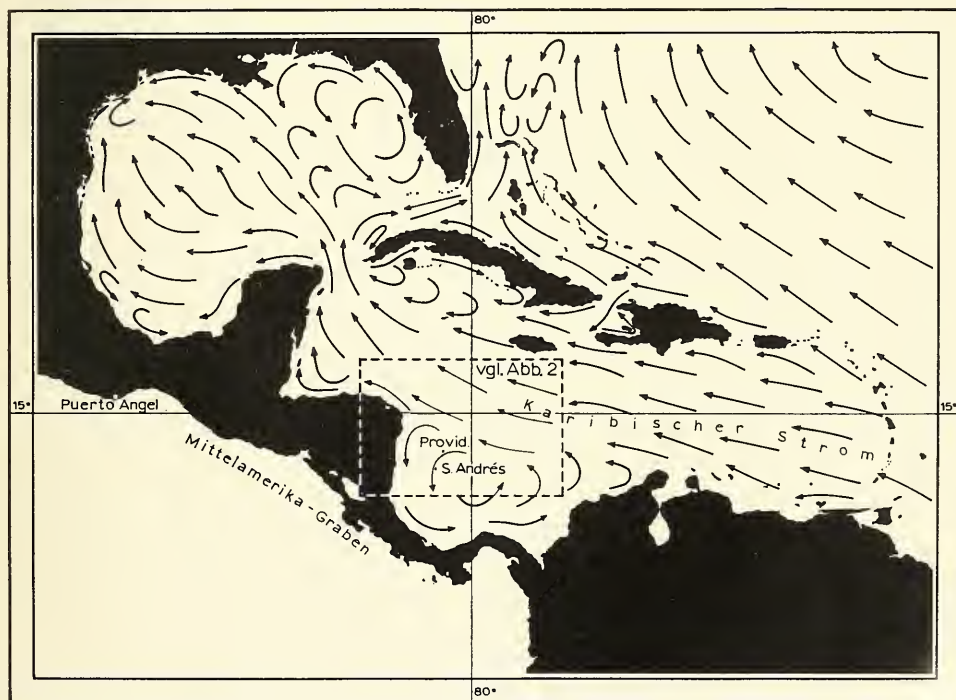 80°
vgl. Abb. 2
15°
Puerto Angel
15°
Karibischer Strom
Provid.
S. Andrés
Mittelamerika-Graben
80°